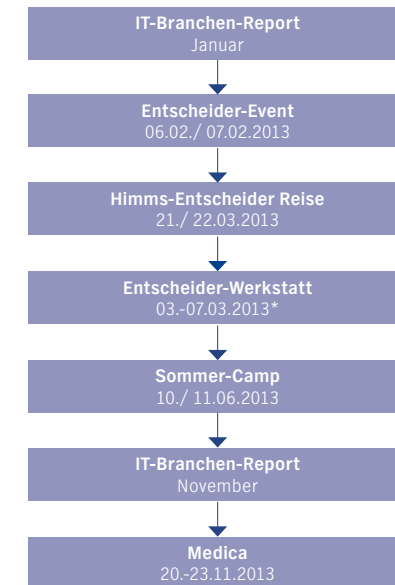 IT-Branchen-Report
Januar
Entscheider-Event
06.02./ 07.02.2013
Himms-Entscheider Reise
21./ 22.03.2013
Entscheider-Werkstatt
03.-07.03.2013*
Sommer-Camp
10./ 11.06.2013
IT-Branchen-Report
November
Medica
20.-23.11.2013